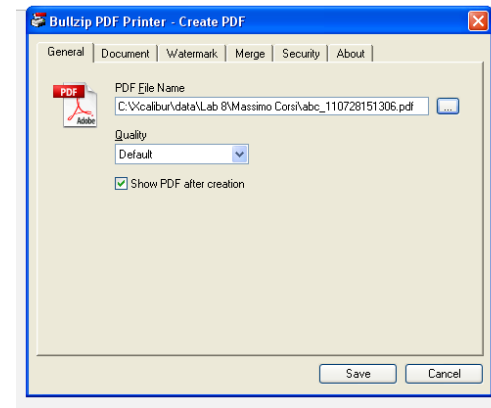 Bullzip PDF Printer - Create PDF
General Document Watermark Merge Security About
PDF
Adobe
PDF File Name
C:\Xcalibur\data\Lab 8\Massimo Corsi\abc_110728151306.pdf ...
Quality
Default
Show PDF after creation
Save Cancel